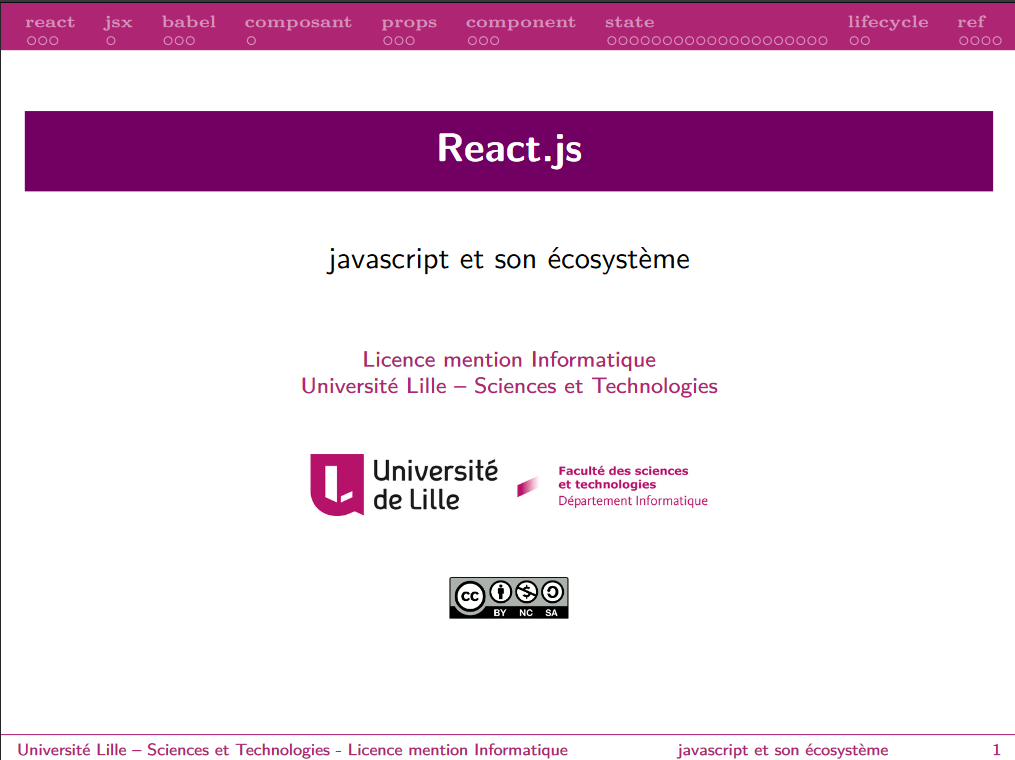 react jsx babel composant props component state lifecycle ref
React.js
javascript et son écosystème
Licence mention Informatique
Université Lille – Sciences et Technologies
Université
de Lille
Faculté des sciences
et technologies
Département Informatique
cc
BY NC SA
Université Lille – Sciences et Technologies - Licence mention Informatique javascript et son écosystème 1